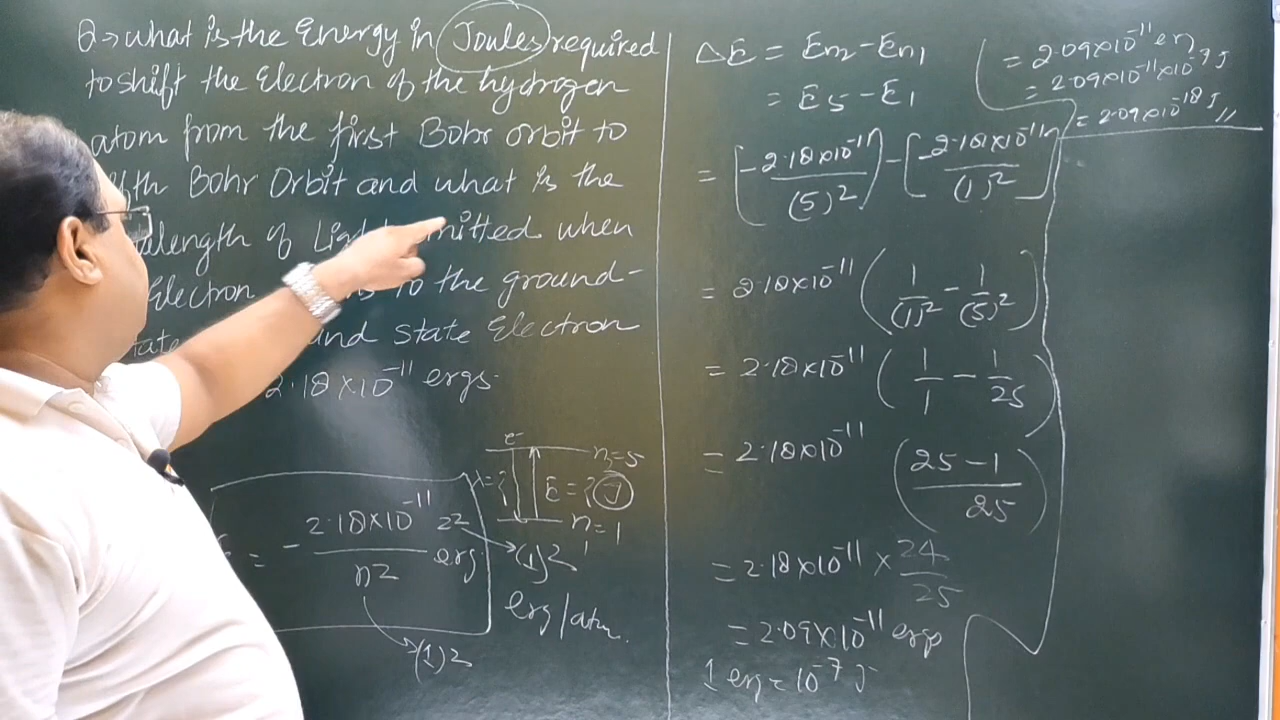 Q→ what is the Energy in Joules required
to shift the Electron of the hydrogen
atom from the first Bohr orbit to
fth Bohr Orbit and what is the
elength of Light mitted when
Electron to the ground-
state und state Electron
2.18×10⁻¹¹ ergs.
e⁻
n=5
λ={ E={ J
n=1
= - 2.18×10⁻¹¹ z² / n² erg
(1)²
erg/atom.
(1)²
ΔE = En₂ - En₁
= E5 - E1
= [-2.18×10⁻¹¹ / (5)²] - [-2.18×10⁻¹¹ / (1)²]
= 2.18×10⁻¹¹ (1/(1)² - 1/(5)²)
= 2.18×10⁻¹¹ (1/1 - 1/25)
= 2.18×10⁻¹¹ (25-1 / 25)
= 2.18×10⁻¹¹ × 24/25
= 2.09×10⁻¹¹ ergs
1 erg = 10⁻⁷ J
= 2.09×10⁻¹¹ erg
= 2.09×10⁻¹¹×10⁻⁷ J
= 2.09×10⁻¹⁸ J //